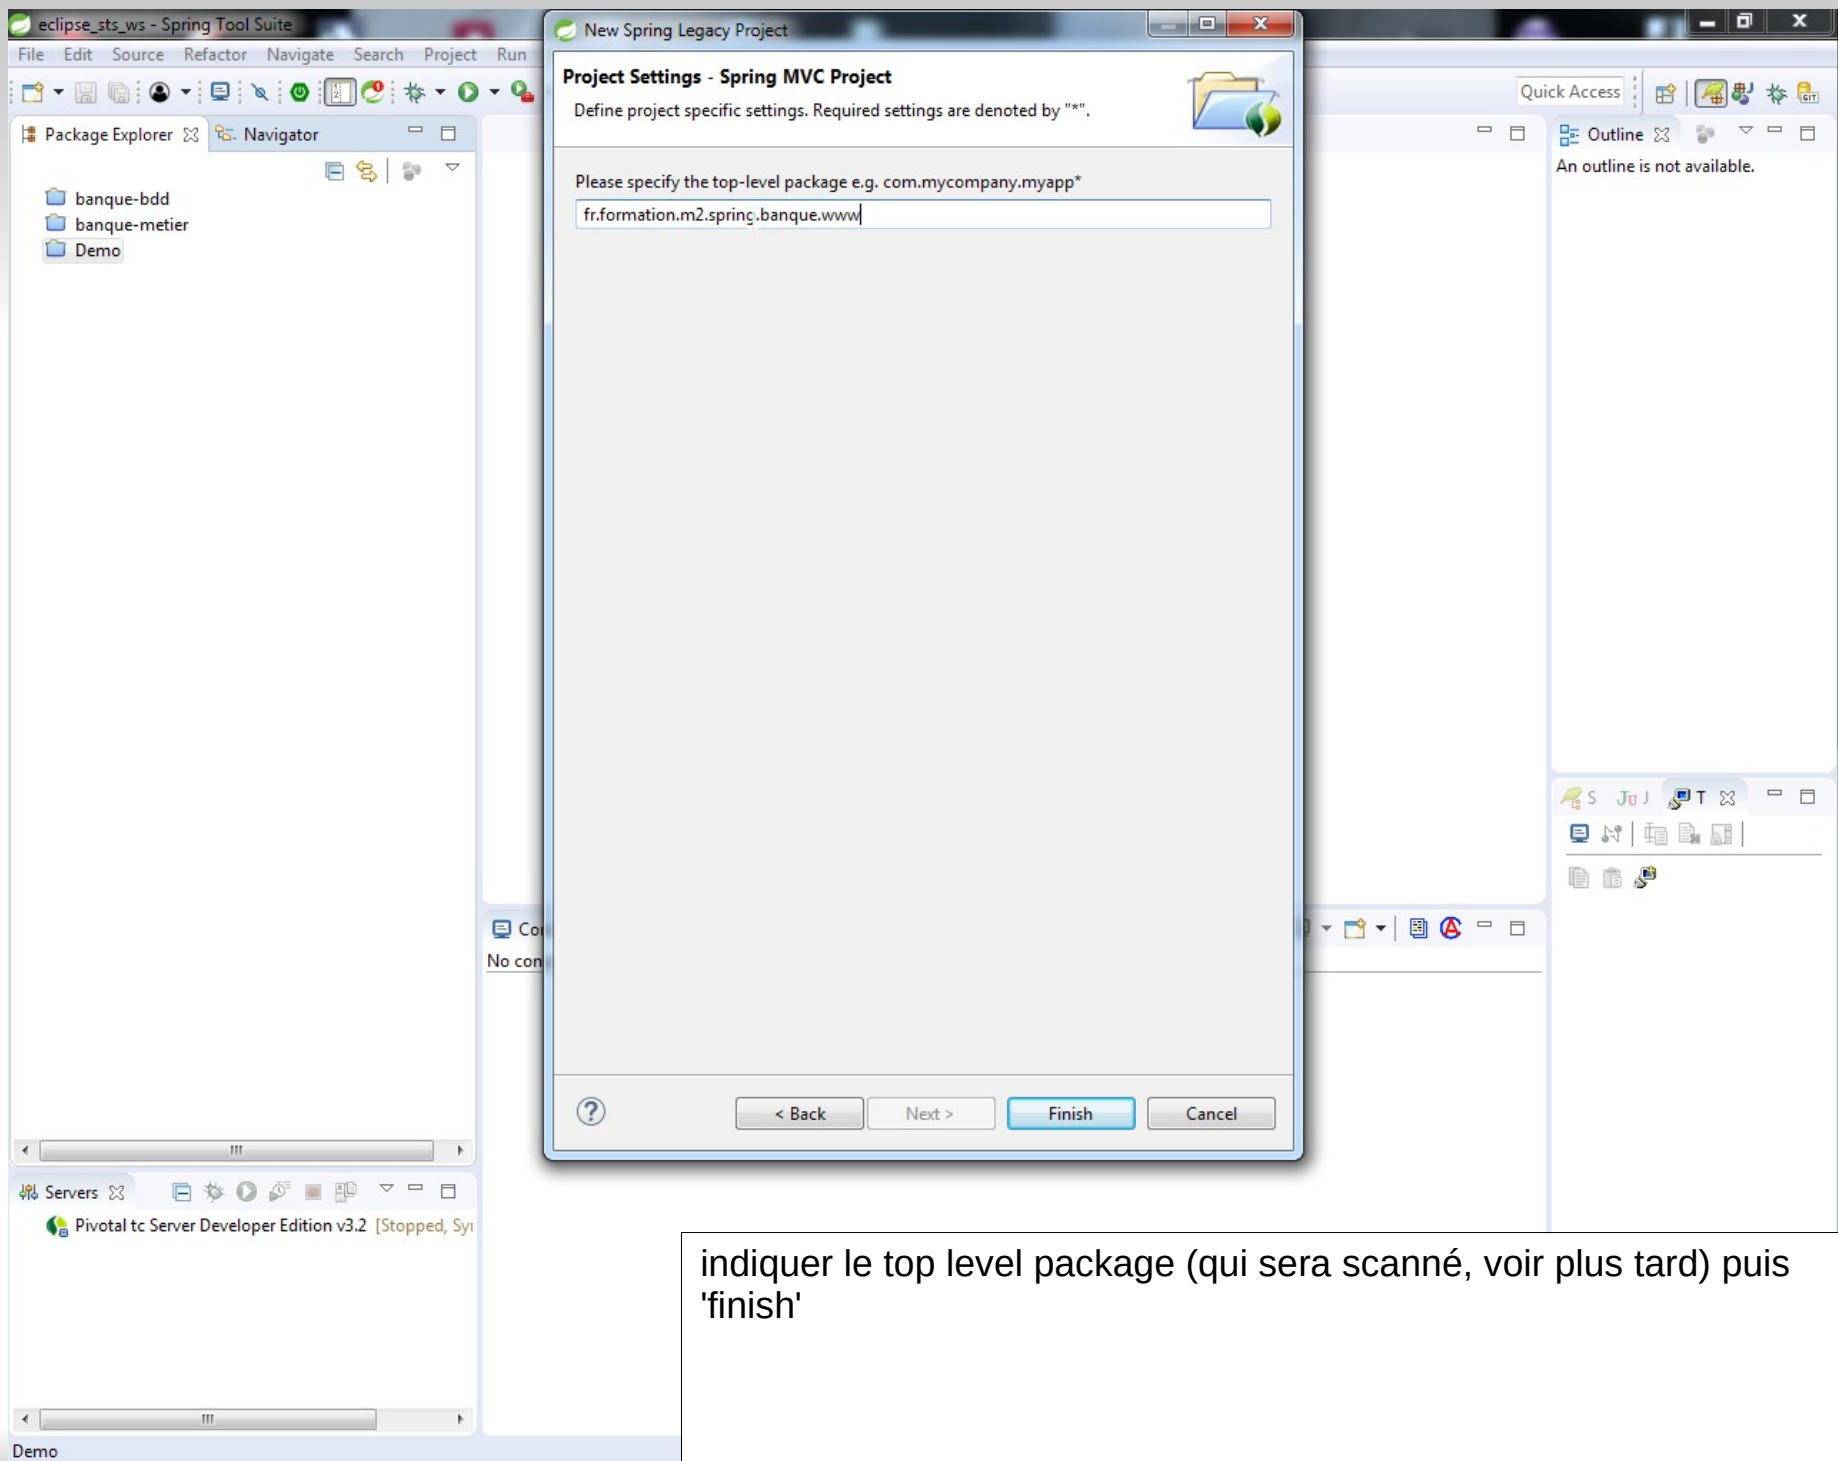 eclipse_sts_ws - Spring Tool Suite
File Edit Source Refactor Navigate Search Project Run
Quick Access
Package Explorer
Navigator
banque-bdd
banque-metier
Demo
New Spring Legacy Project
Project Settings - Spring MVC Project
Define project specific settings. Required settings are denoted by "*".
Please specify the top-level package e.g. com.mycompany.myapp*
fr.formation.m2.spring.banque.www
< Back
Next >
Finish
Cancel
Outline
An outline is not available.
S
JU J
T
Co
No con
Servers
Pivotal tc Server Developer Edition v3.2 [Stopped, Sy
indiquer le top level package (qui sera scanné, voir plus tard) puis
'finish'
Demo